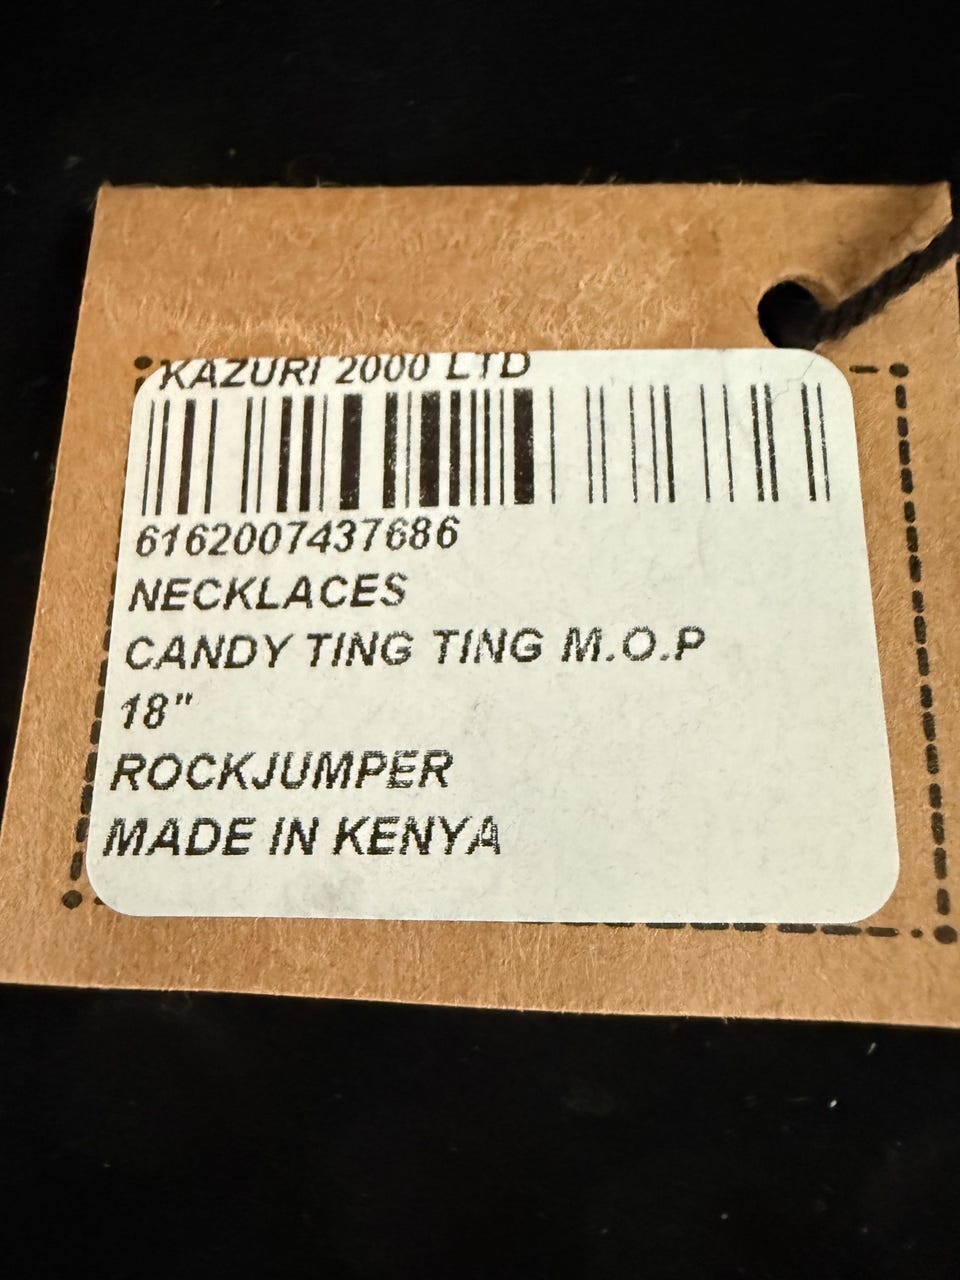 KAZURI 2000 LTD
6162007437686
NECKLACES
CANDY TING TING M.O.P
18"
ROCKJUMPER
MADE IN KENYA